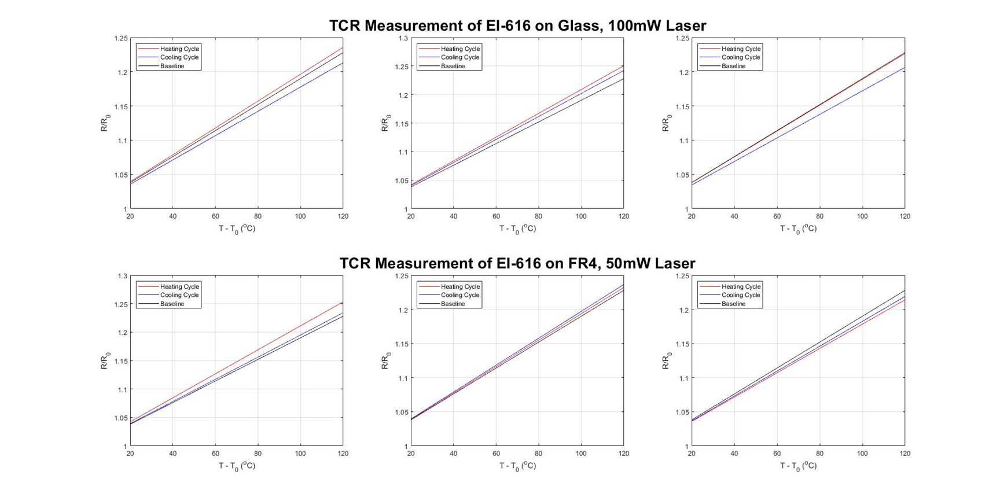 TCR Measurement of EI-616 on Glass, 100mW Laser
1.25
1.2
1.15
1.1
1.05
1
R/R0
Heating Cycle
Cooling Cycle
Baseline
20 40 60 80 100 120
T - T0 (oC)
1.3
1.25
1.2
1.15
1.1
1.05
1
R/R0
Heating Cycle
Cooling Cycle
Baseline
20 40 60 80 100 120
T - T0 (oC)
1.25
1.2
1.15
1.1
1.05
1
R/R0
Heating Cycle
Cooling Cycle
Baseline
20 40 60 80 100 120
T - T0 (oC)
TCR Measurement of EI-616 on FR4, 50mW Laser
1.3
1.25
1.2
1.15
1.1
1.05
1
R/R0
Heating Cycle
Cooling Cycle
Baseline
20 40 60 80 100 120
T - T0 (oC)
1.25
1.2
1.15
1.1
1.05
1
R/R0
Heating Cycle
Cooling Cycle
Baseline
20 40 60 80 100 120
T - T0 (oC)
1.25
1.2
1.15
1.1
1.05
1
R/R0
Heating Cycle
Cooling Cycle
Baseline
20 40 60 80 100 120
T - T0 (oC)